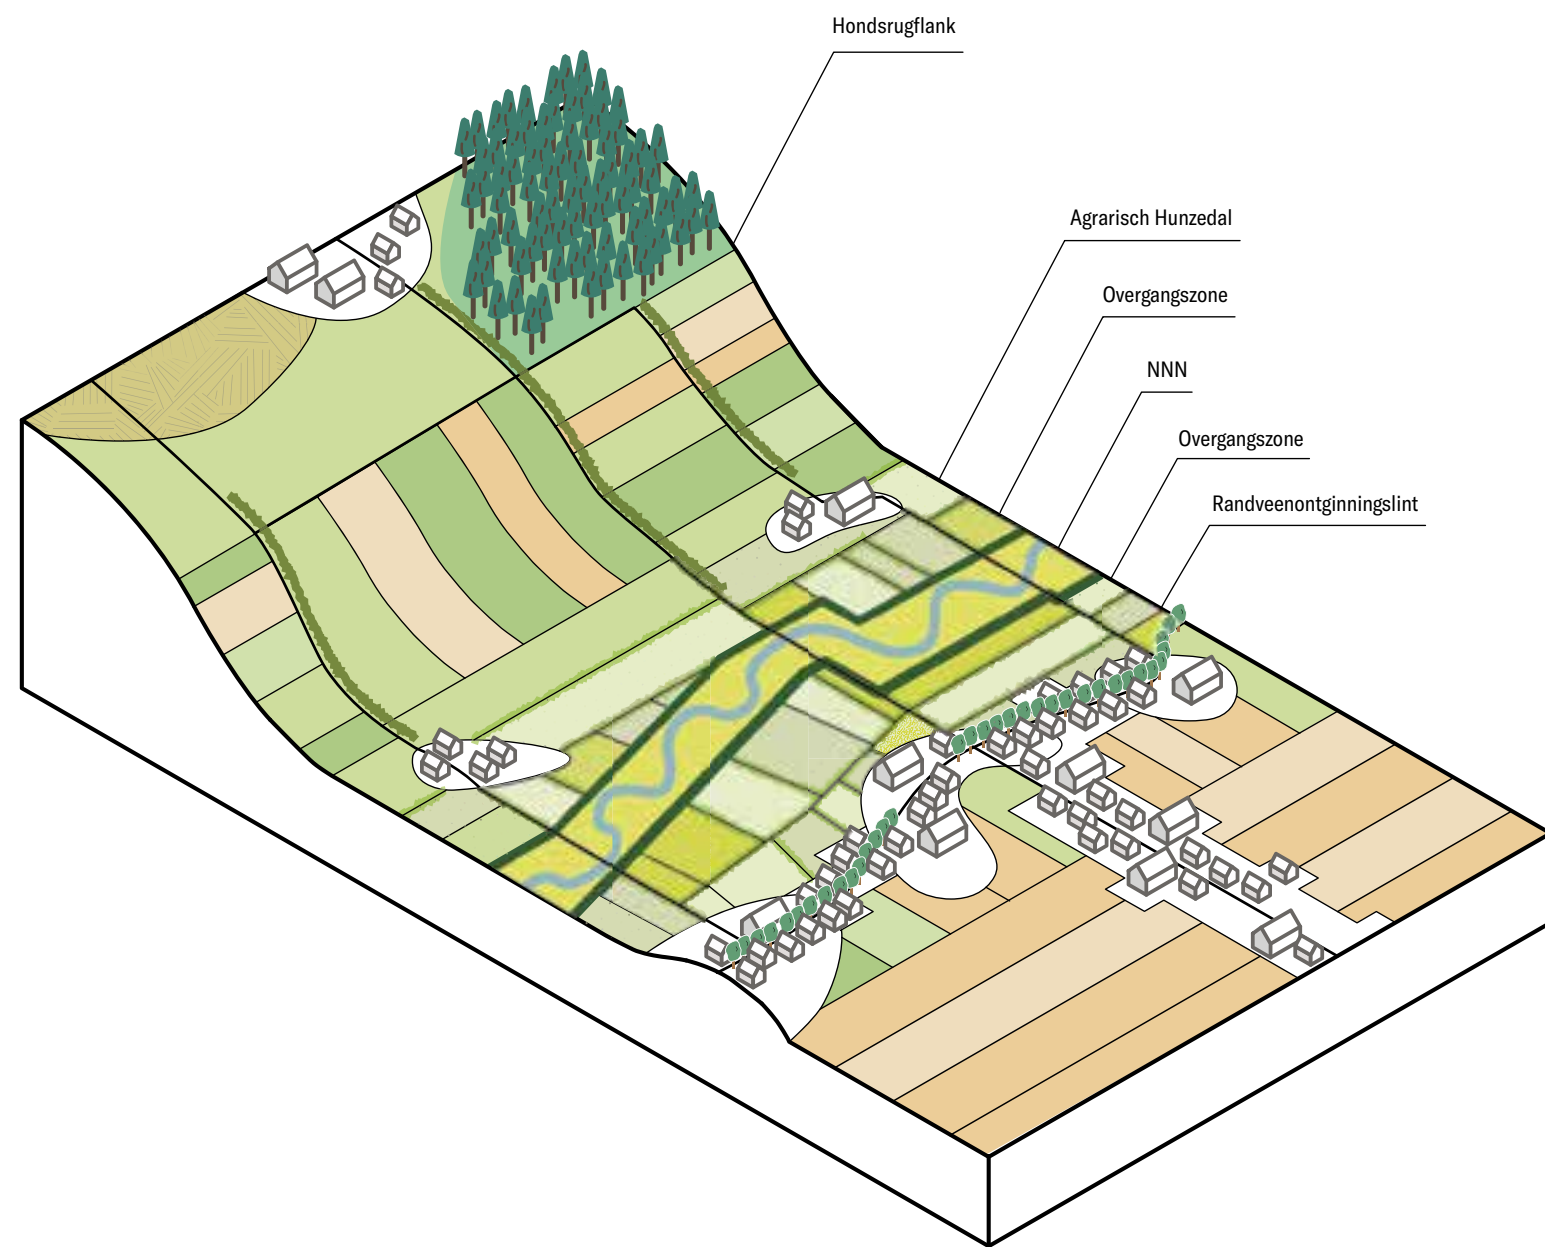 Hondsrugflank
Agrarisch Hunzedal
Overgangszone
NNN
Overgangszone
Randveenontginningslint